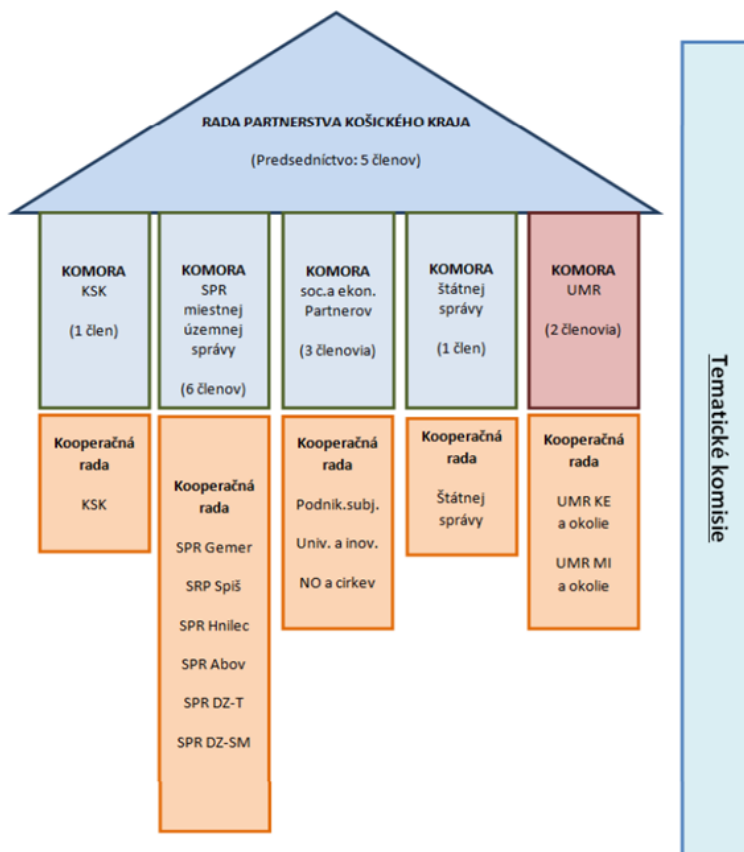 RADA PARTNERSTVA KOŠICKÉHO KRAJA
(Predsedníctvo: 5 členov)
KOMORA
KSK
(1 člen)
KOMORA
SPR
miestnej
územnej
správy
(6 členov)
KOMORA
soc.a ekon.
Partnerov
(3 členovia)
KOMORA
štátnej
správy
(1 člen)
KOMORA
UMR
(2 členovia)
Kooperačná
rada
KSK
Kooperačná
rada
SPR Gemer
SRP Spiš
SPR Hnilec
SPR Abov
SPR DZ-T
SPR DZ-SM
Kooperačná
rada
Podnik.subj.
Univ. a inov.
NO a cirkev
Kooperačná
rada
Štátnej
správy
Kooperačná
rada
UMR KE
a okolie
UMR MI
a okolie
Tematické komisie